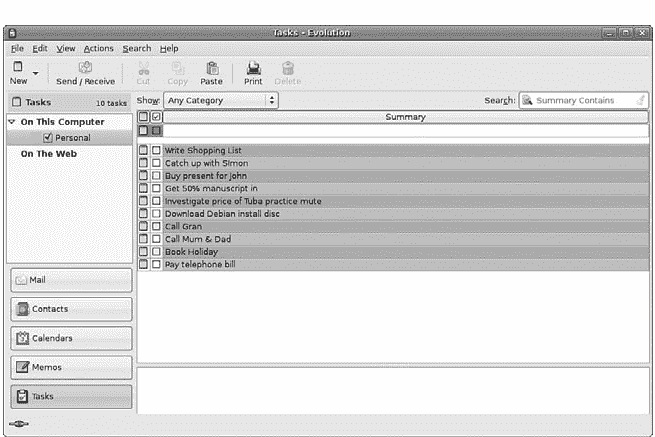 Tasks - Evolution
File Edit View Actions Search Help
New Send / Receive Cut Copy Paste Print Delete
Tasks 10 tasks
Show: Any Category Search: Summary Contains
On This Computer
Personal
On The Web
Summary
Write Shopping List
Catch up with SImon
Buy present for John
Get 50% manuscript in
Investigate price of Tuba practice mute
Download Debian install disc
Call Gran
Call Mum & Dad
Book Holiday
Pay telephone bill
Mail
Contacts
Calendars
Memos
Tasks